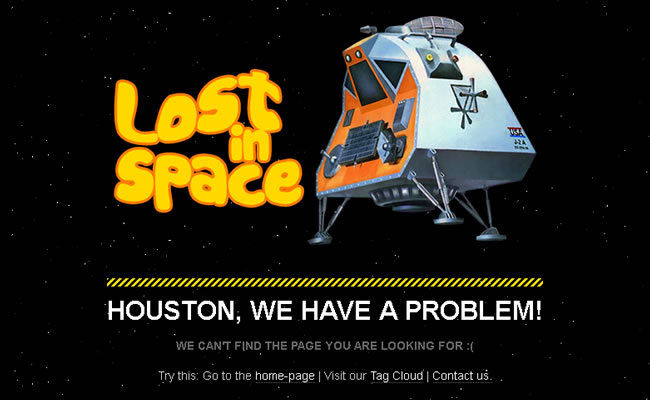 Lost
in
space
J-2 A
HOUSTON, WE HAVE A PROBLEM!
WE CAN'T FIND THE PAGE YOU ARE LOOKING FOR :(
Try this: Go to the home-page | Visit our Tag Cloud | Contact us.